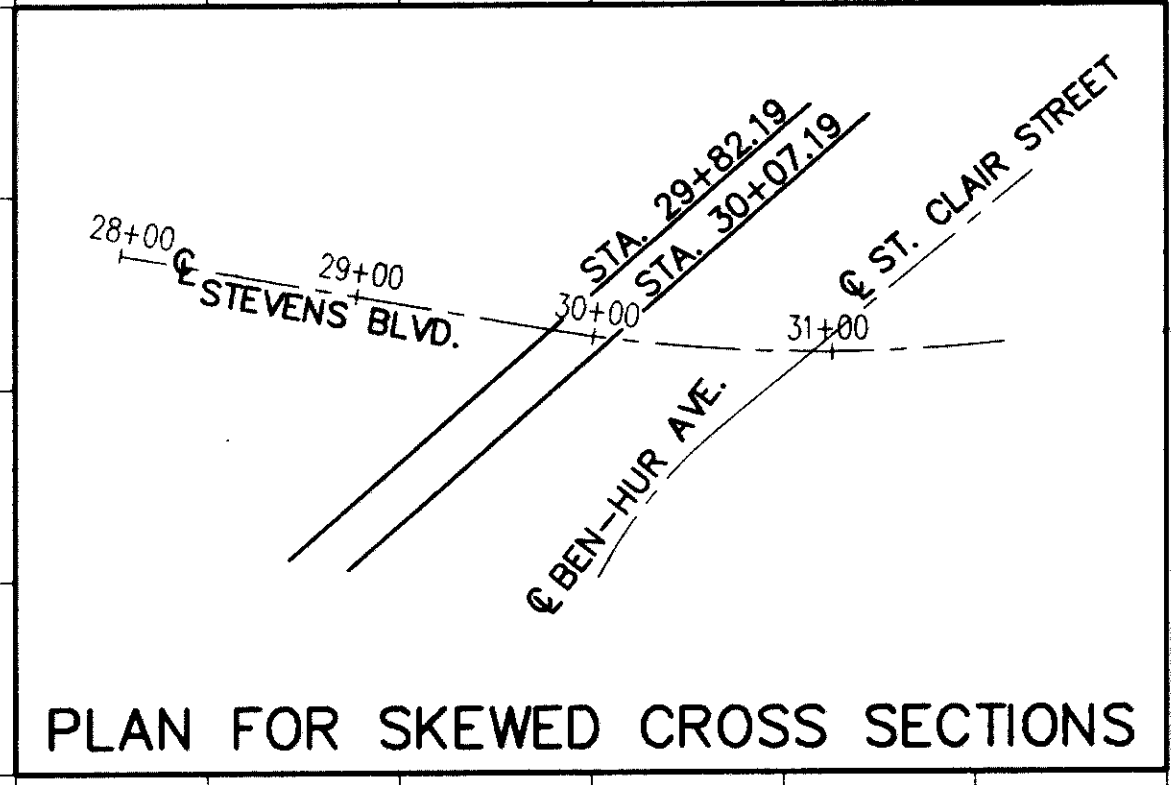 STA. 29+82.19
STA. 30+07.19
℄ ST. CLAIR STREET
28+00
℄ STEVENS BLVD.
29+00
30+00
31+00
℄ BEN-HUR AVE.
PLAN FOR SKEWED CROSS SECTIONS